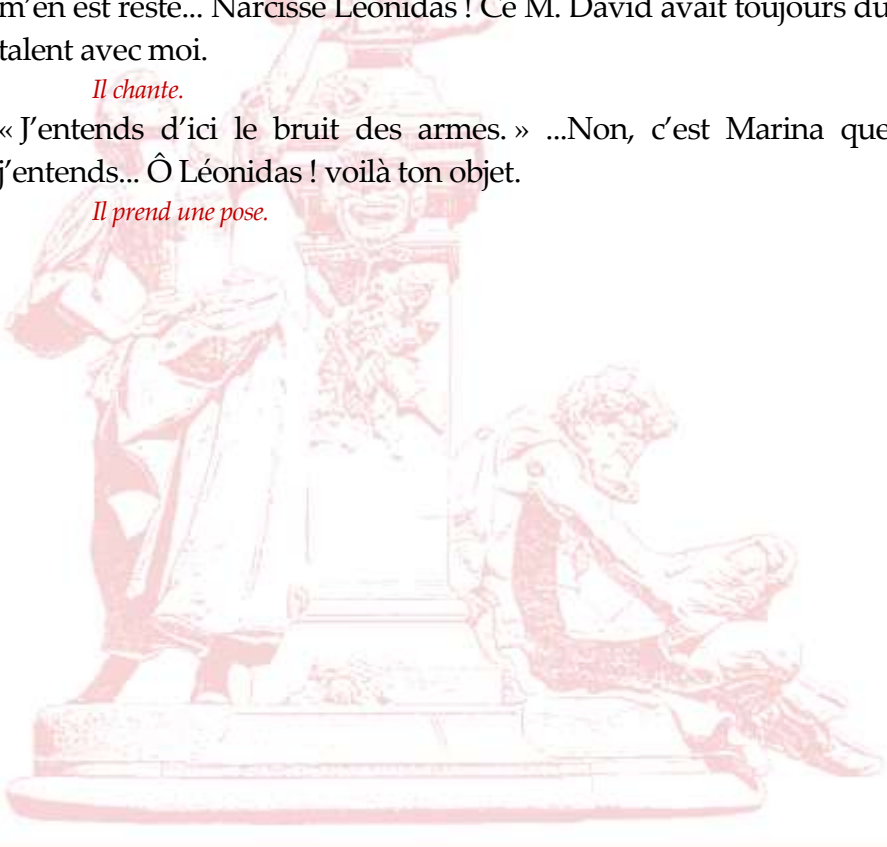 m'en est resté... Narcisse Léonidas ! Ce M. David avait toujours du
talent avec moi.
Il chante.
« J'entends d'ici le bruit des armes. » ...Non, c'est Marina que
j'entends... Ô Léonidas ! voilà ton objet.
Il prend une pose.